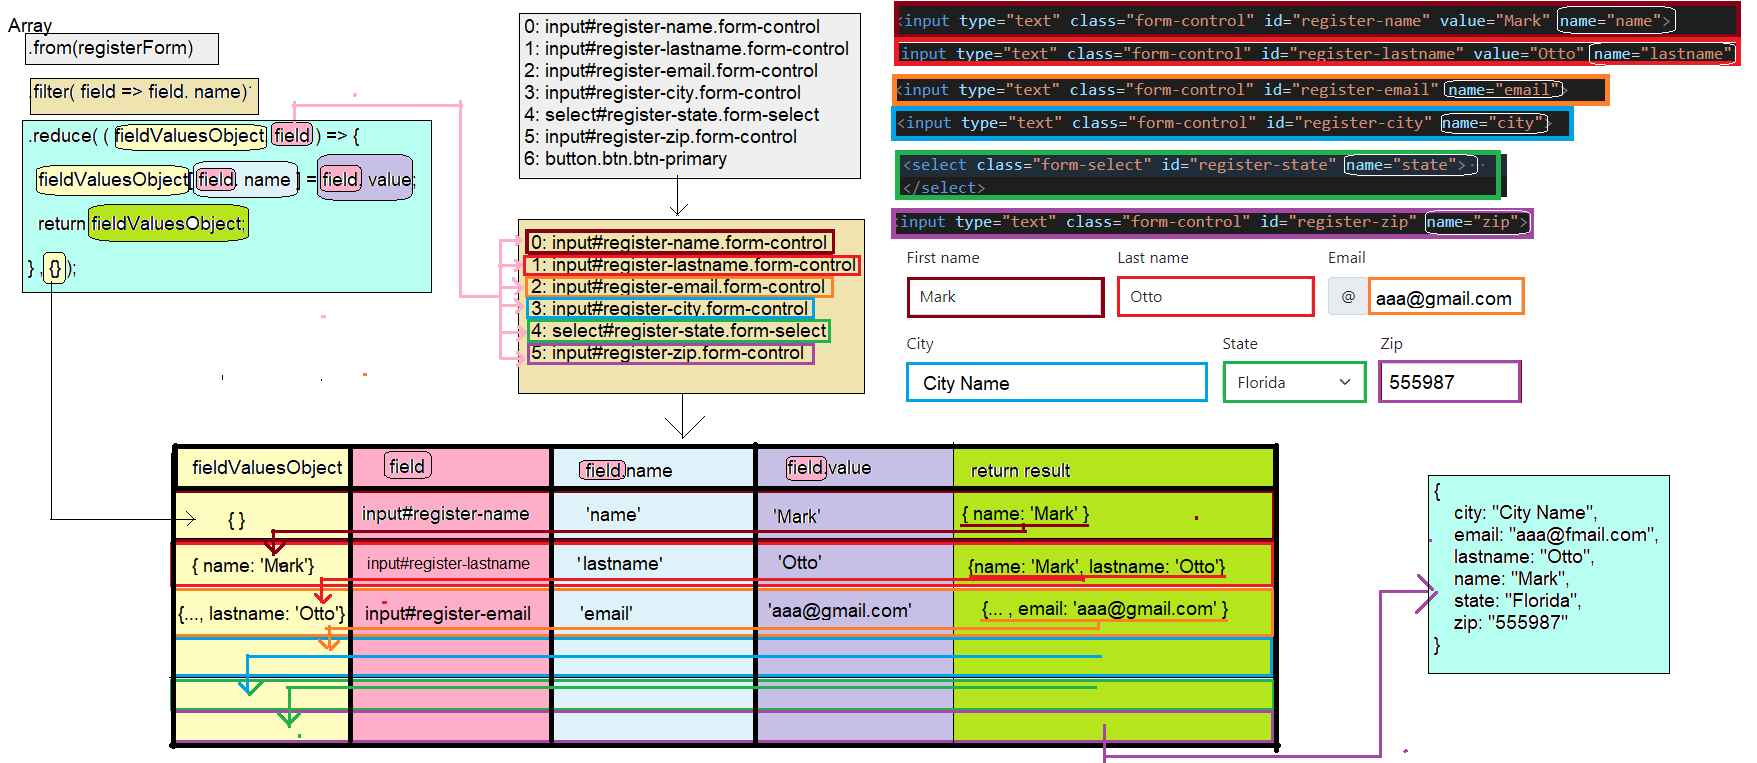 Array
.from(registerForm)
.filter( field => field. name)
.reduce( ( fieldValuesObject field ) => {
fieldValuesObject[ field. name ] = field. value;
return fieldValuesObject;
} , {} );
0: input#register-name.form-control
1: input#register-lastname.form-control
2: input#register-email.form-control
3: input#register-city.form-control
4: select#register-state.form-select
5: input#register-zip.form-control
6: button.btn.btn-primary
0: input#register-name.form-control
1: input#register-lastname.form-control
2: input#register-email.form-control
3: input#register-city.form-control
4: select#register-state.form-select
5: input#register-zip.form-control
<input type="text" class="form-control" id="register-name" value="Mark" name="name">
input type="text" class="form-control" id="register-lastname" value="Otto" name="lastname"
<input type="text" class="form-control" id="register-email" name="email">
<input type="text" class="form-control" id="register-city" name="city">
<select class="form-select" id="register-state" name="state">
</select>
<input type="text" class="form-control" id="register-zip" name="zip">
First name Last name Email
Mark Otto @ aaa@gmail.com
City State Zip
City Name Florida 555987
fieldValuesObject field field.name field.value return result
{ } input#register-name 'name' 'Mark' { name: 'Mark' }
{ name: 'Mark'} input#register-lastname 'lastname' 'Otto' {name: 'Mark', lastname: 'Otto'}
{..., lastname: 'Otto'} input#register-email 'email' 'aaa@gmail.com' {... , email: 'aaa@gmail.com' }
{
city: "City Name",
email: "aaa@fmail.com",
lastname: "Otto",
name: "Mark",
state: "Florida",
zip: "555987"
}